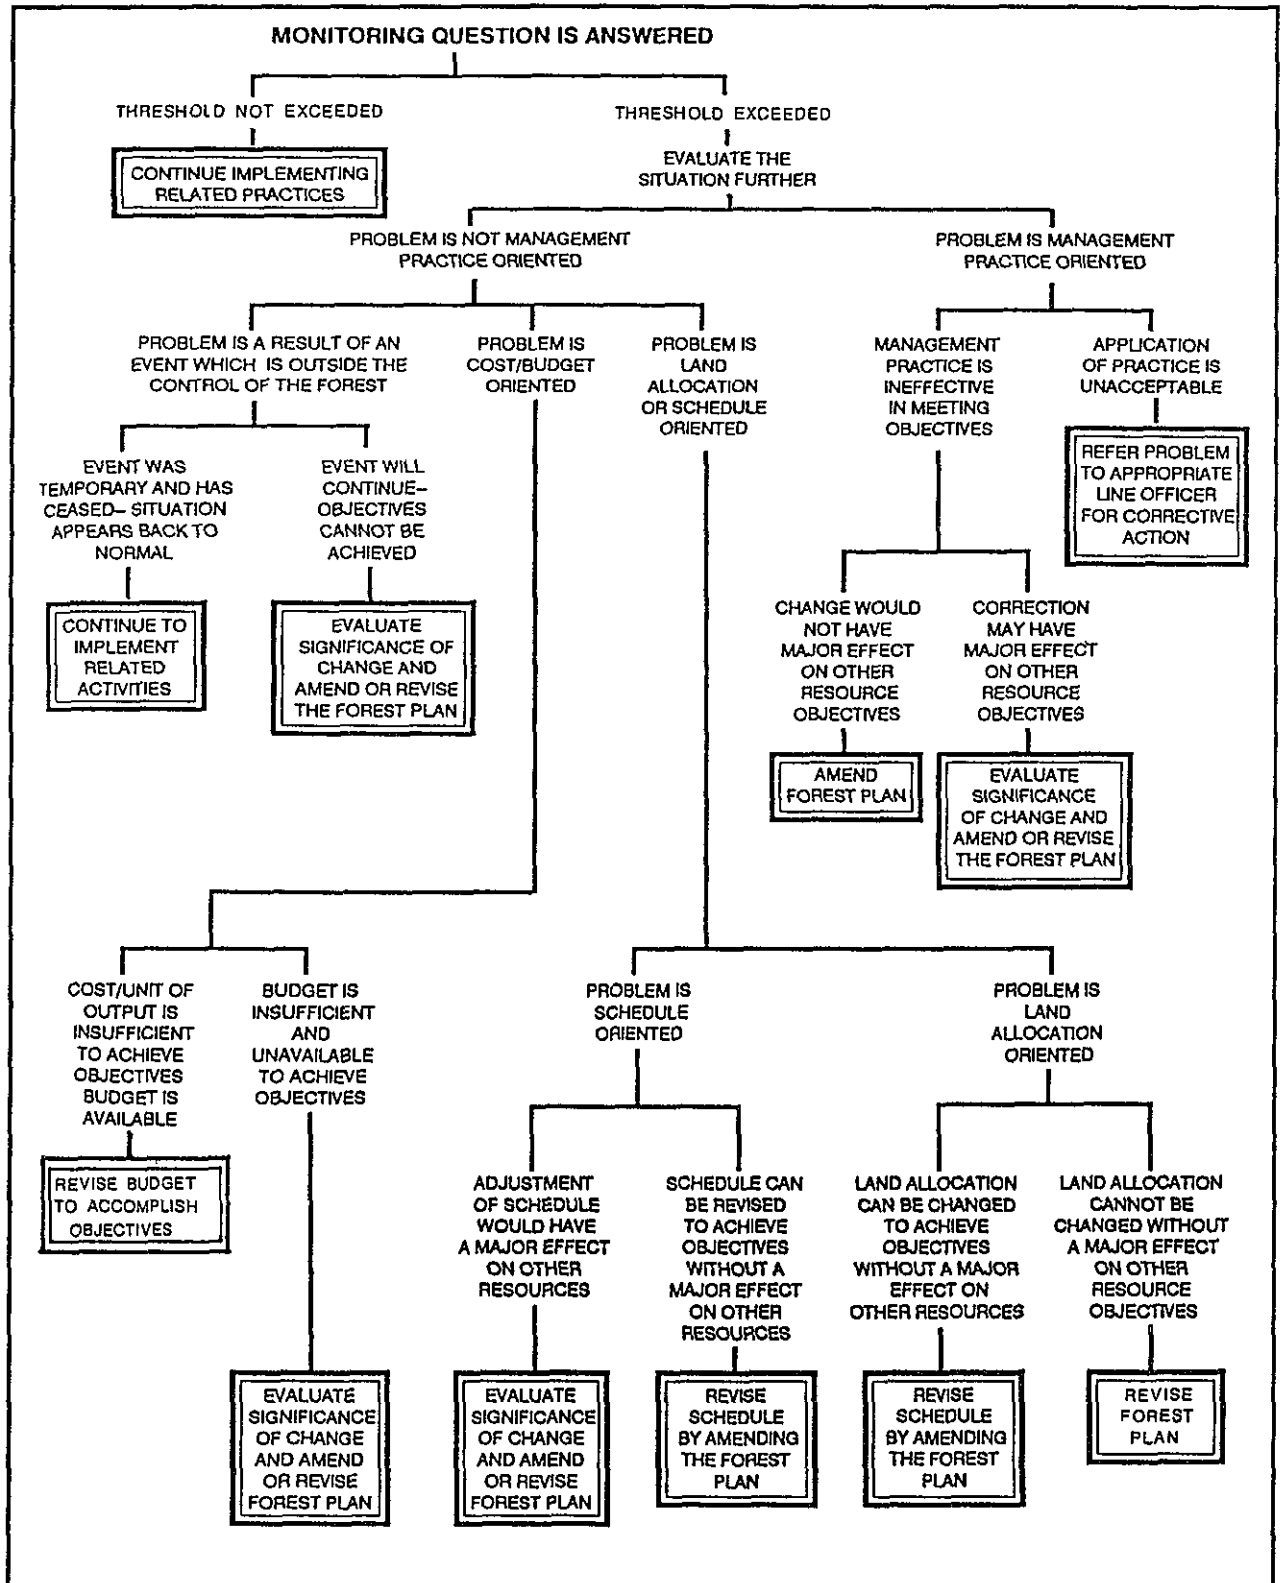 MONITORING QUESTION IS ANSWERED
THRESHOLD NOT EXCEEDED
CONTINUE IMPLEMENTING
RELATED PRACTICES
THRESHOLD EXCEEDED
EVALUATE THE
SITUATION FURTHER
PROBLEM IS NOT MANAGEMENT
PRACTICE ORIENTED
PROBLEM IS MANAGEMENT
PRACTICE ORIENTED
PROBLEM IS A RESULT OF AN
EVENT WHICH IS OUTSIDE THE
CONTROL OF THE FOREST
PROBLEM IS
COST/BUDGET
ORIENTED
PROBLEM IS
LAND
ALLOCATION
OR SCHEDULE
ORIENTED
MANAGEMENT
PRACTICE IS
INEFFECTIVE
IN MEETING
OBJECTIVES
APPLICATION
OF PRACTICE IS
UNACCEPTABLE
REFER PROBLEM
TO APPROPRIATE
LINE OFFICER
FOR CORRECTIVE
ACTION
EVENT WAS
TEMPORARY AND HAS
CEASED– SITUATION
APPEARS BACK TO
NORMAL
EVENT WILL
CONTINUE–
OBJECTIVES
CANNOT BE
ACHIEVED
CONTINUE TO
IMPLEMENT
RELATED
ACTIVITIES
EVALUATE
SIGNIFICANCE OF
CHANGE AND
AMEND OR REVISE
THE FOREST PLAN
CHANGE WOULD
NOT HAVE
MAJOR EFFECT
ON OTHER
RESOURCE
OBJECTIVES
CORRECTION
MAY HAVE
MAJOR EFFECT
ON OTHER
RESOURCE
OBJECTIVES
AMEND
FOREST PLAN
EVALUATE
SIGNIFICANCE
OF CHANGE AND
AMEND OR REVISE
THE FOREST PLAN
COST/UNIT OF
OUTPUT IS
INSUFFICIENT
TO ACHIEVE
OBJECTIVES
BUDGET IS
AVAILABLE
BUDGET IS
INSUFFICIENT
AND
UNAVAILABLE
TO ACHIEVE
OBJECTIVES
PROBLEM IS
SCHEDULE
ORIENTED
PROBLEM IS
LAND
ALLOCATION
ORIENTED
REVISE BUDGET
TO ACCOMPLISH
OBJECTIVES
ADJUSTMENT
OF SCHEDULE
WOULD HAVE
A MAJOR EFFECT
ON OTHER
RESOURCES
SCHEDULE CAN
BE REVISED
TO ACHIEVE
OBJECTIVES
WITHOUT A
MAJOR EFFECT
ON OTHER
RESOURCES
LAND ALLOCATION
CAN BE CHANGED
TO ACHIEVE
OBJECTIVES
WITHOUT A MAJOR
EFFECT ON
OTHER RESOURCES
LAND ALLOCATION
CANNOT BE
CHANGED WITHOUT
A MAJOR EFFECT
ON OTHER
RESOURCE
OBJECTIVES
EVALUATE
SIGNIFICANCE
OF CHANGE
AND AMEND
OR REVISE
FOREST PLAN
EVALUATE
SIGNIFICANCE
OF CHANGE
AND AMEND
OR REVISE
FOREST PLAN
REVISE
SCHEDULE
BY AMENDING
THE FOREST
PLAN
REVISE
SCHEDULE
BY AMENDING
THE FOREST
PLAN
REVISE
FOREST
PLAN